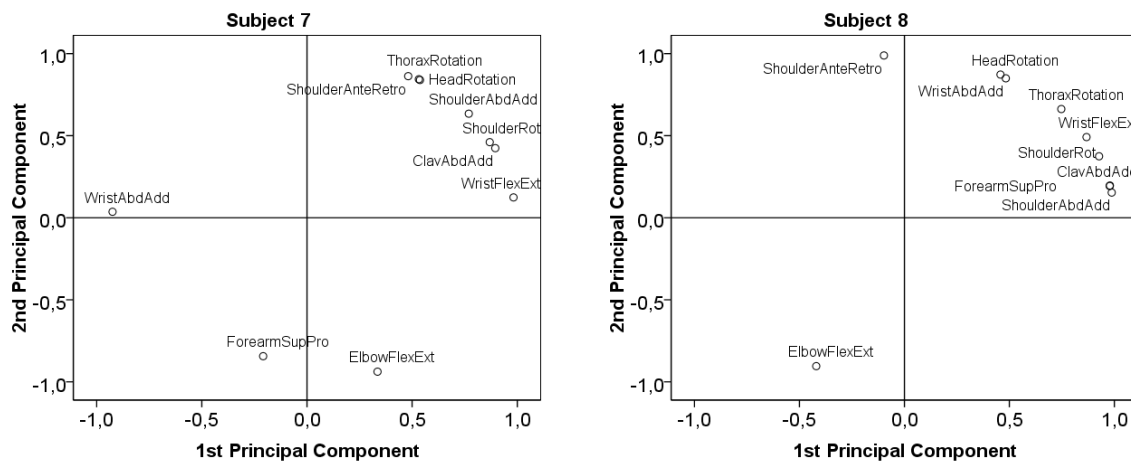 Subject 7
1,0
0,5
0,0
-0,5
-1,0
2nd Principal Component
ThoraxRotation
HeadRotation
ShoulderAnteRetro
ShoulderAbdAdd
ShoulderRot
ClavAbdAdd
WristFlexExt
WristAbdAdd
ForearmSupPro
ElbowFlexExt
-1,0 -0,5 0,0 0,5 1,0
1st Principal Component
Subject 8
1,0
0,5
0,0
-0,5
-1,0
2nd Principal Component
HeadRotation
ShoulderAnteRetro
WristAbdAdd
ThoraxRotation
WristFlexEx
ShoulderRot
ClavAbdAdd
ForearmSupPro
ShoulderAbdAdd
ElbowFlexExt
-1,0 -0,5 0,0 0,5 1,0
1st Principal Component